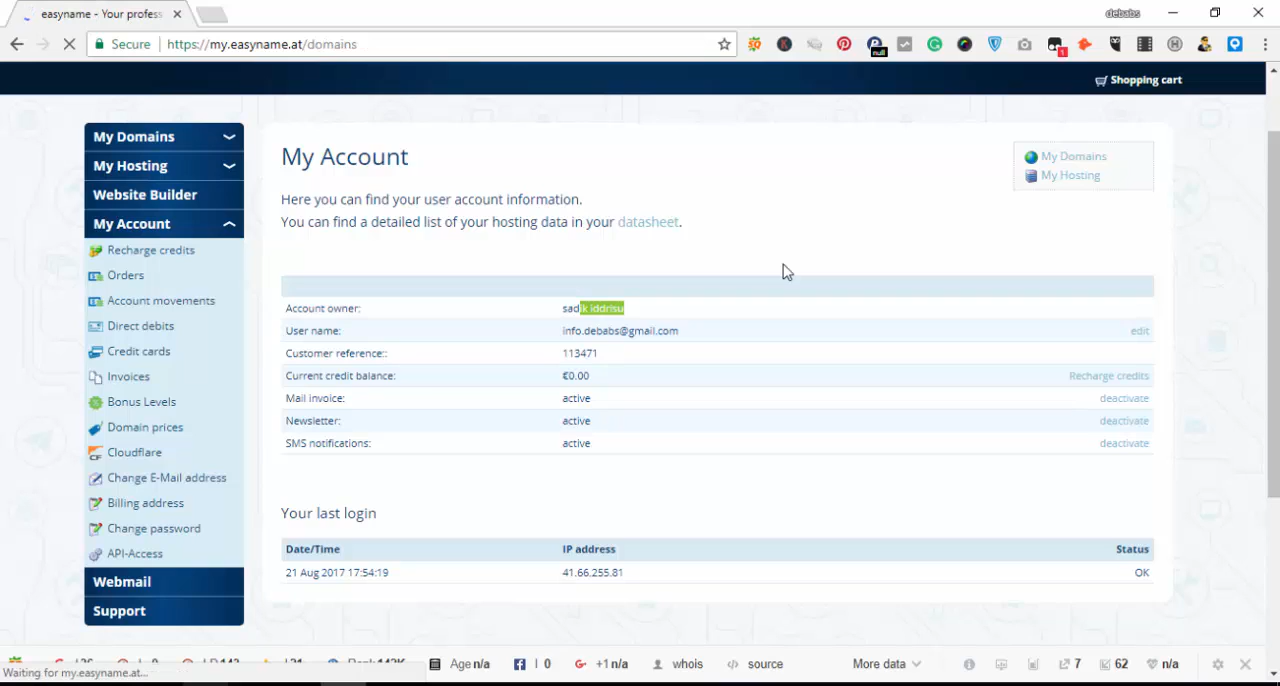 easyname - Your profess
debabs
Secure
https://my.easyname.at/domains
null
1
Shopping cart
My Domains
My Hosting
Website Builder
My Account
Recharge credits
Orders
Account movements
Direct debits
Credit cards
Invoices
Bonus Levels
Domain prices
Cloudflare
Change E-Mail address
Billing address
Change password
API-Access
Webmail
Support
My Account
My Domains
My Hosting
Here you can find your user account information.
You can find a detailed list of your hosting data in your datasheet.
Account owner: sadik iddrisu
User name: info.debabs@gmail.com edit
Customer reference:: 113471
Current credit balance: €0.00 Recharge credits
Mail invoice: active deactivate
Newsletter: active deactivate
SMS notifications: active deactivate
Your last login
Date/Time IP address Status
21 Aug 2017 17:54:19 41.66.255.81 OK
Waiting for my.easyname.at...
Age n/a I 0 +1 n/a whois source More data 7 62 n/a